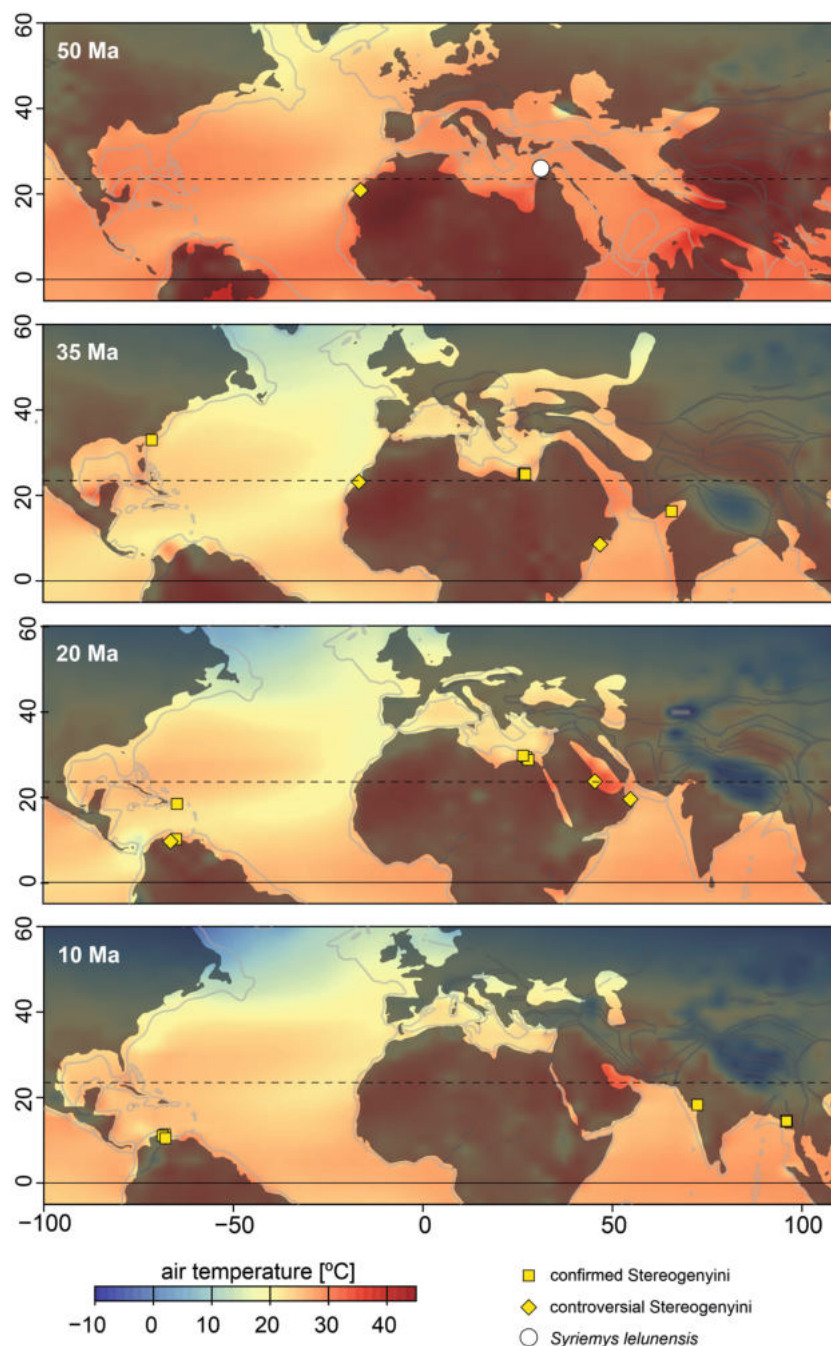 60
50 Ma
40
20
0
60
35 Ma
40
20
0
60
20 Ma
40
20
0
60
10 Ma
40
20
0
−100 −50 0 50 100
air temperature [ºC]
−10 0 10 20 30 40
confirmed Stereogenyini
controversial Stereogenyini
Syriemys lelunensis